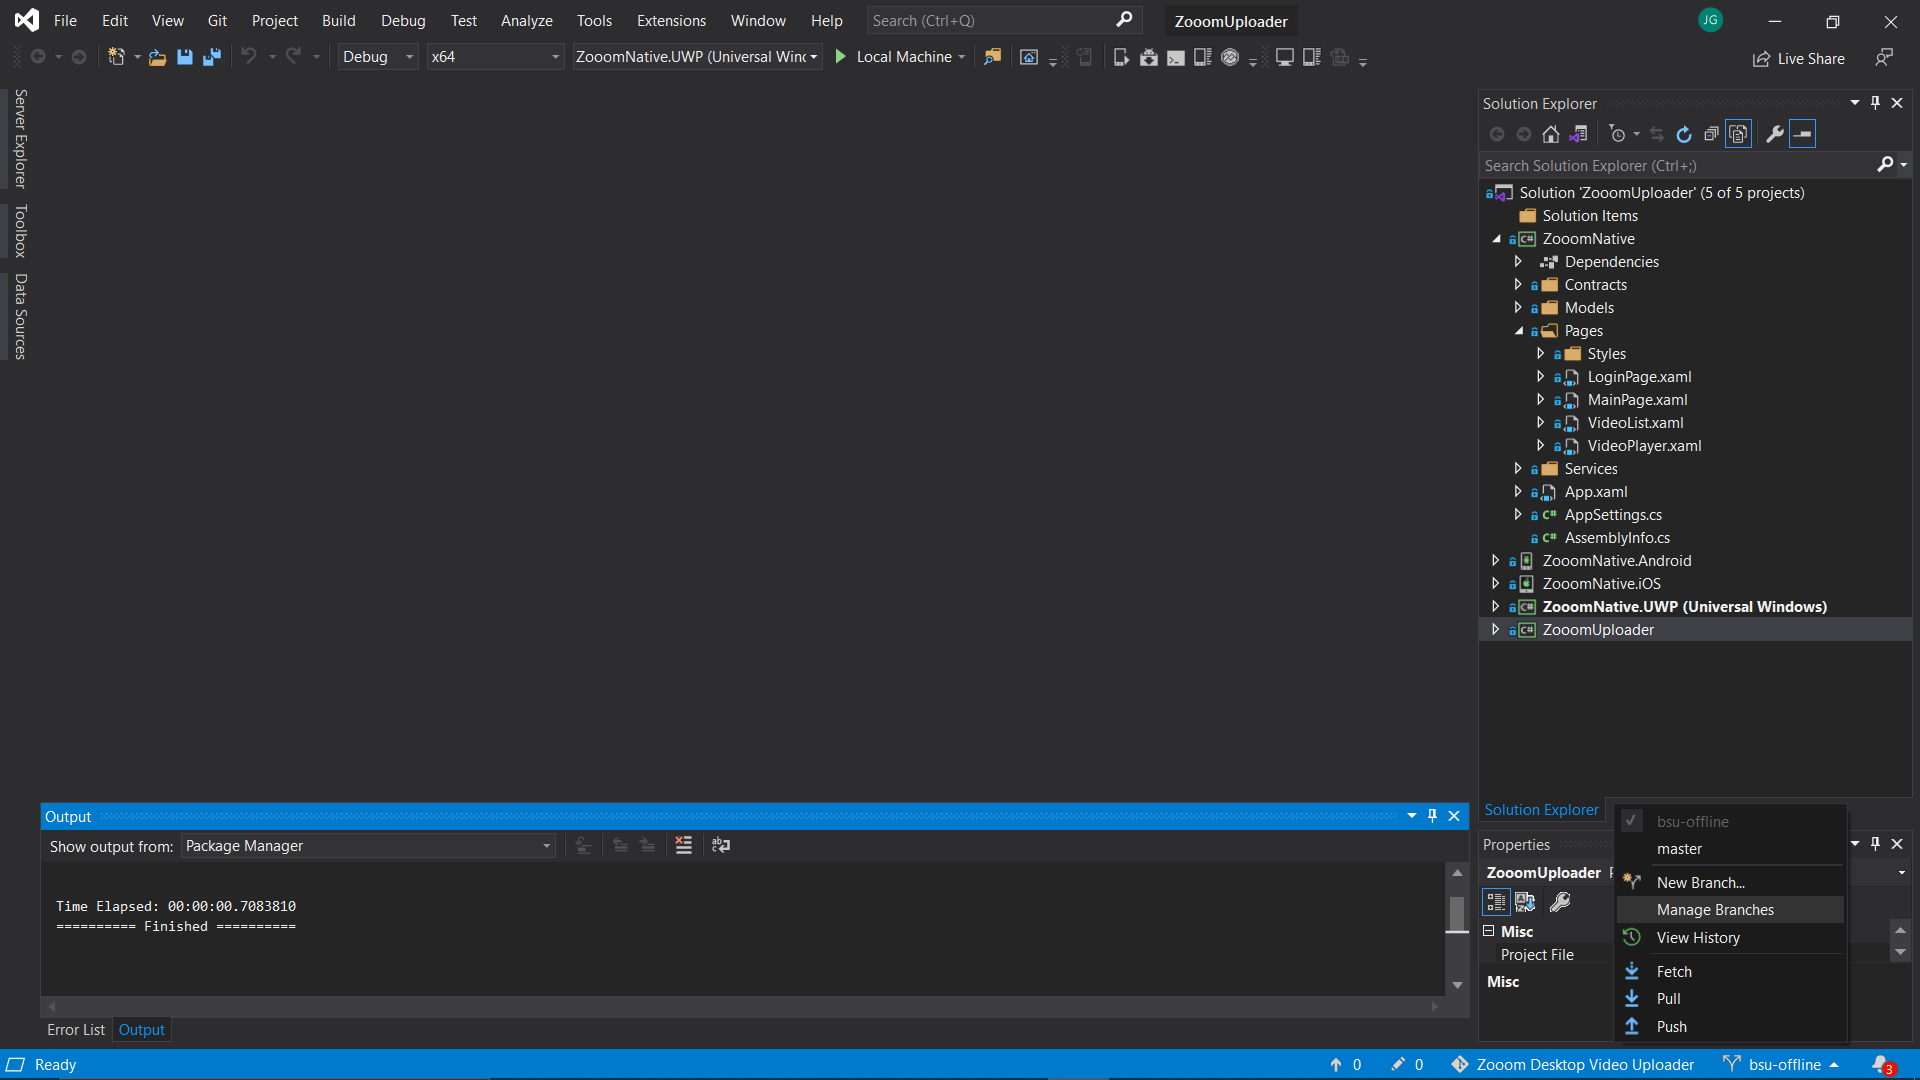 File Edit View Git Project Build Debug Test Analyze Tools Extensions Window Help Search (Ctrl+Q) ZooomUploader JG
Debug x64 ZooomNative.UWP (Universal Winc Local Machine Live Share
Server Explorer
Toolbox
Data Sources
Solution Explorer
Search Solution Explorer (Ctrl+;)
Solution 'ZooomUploader' (5 of 5 projects)
Solution Items
C# ZooomNative
Dependencies
Contracts
Models
Pages
Styles
LoginPage.xaml
MainPage.xaml
VideoList.xaml
VideoPlayer.xaml
Services
App.xaml
C# AppSettings.cs
C# AssemblyInfo.cs
ZooomNative.Android
ZooomNative.iOS
C# ZooomNative.UWP (Universal Windows)
C# ZooomUploader
Output
Show output from: Package Manager
Time Elapsed: 00:00:00.7083810
========== Finished ==========
Error List Output
Solution Explorer
Properties
ZooomUploader
Misc
Project File
Misc
bsu-offline
master
New Branch...
Manage Branches
View History
Fetch
Pull
Push
Ready 0 0 Zooom Desktop Video Uploader bsu-offline 3